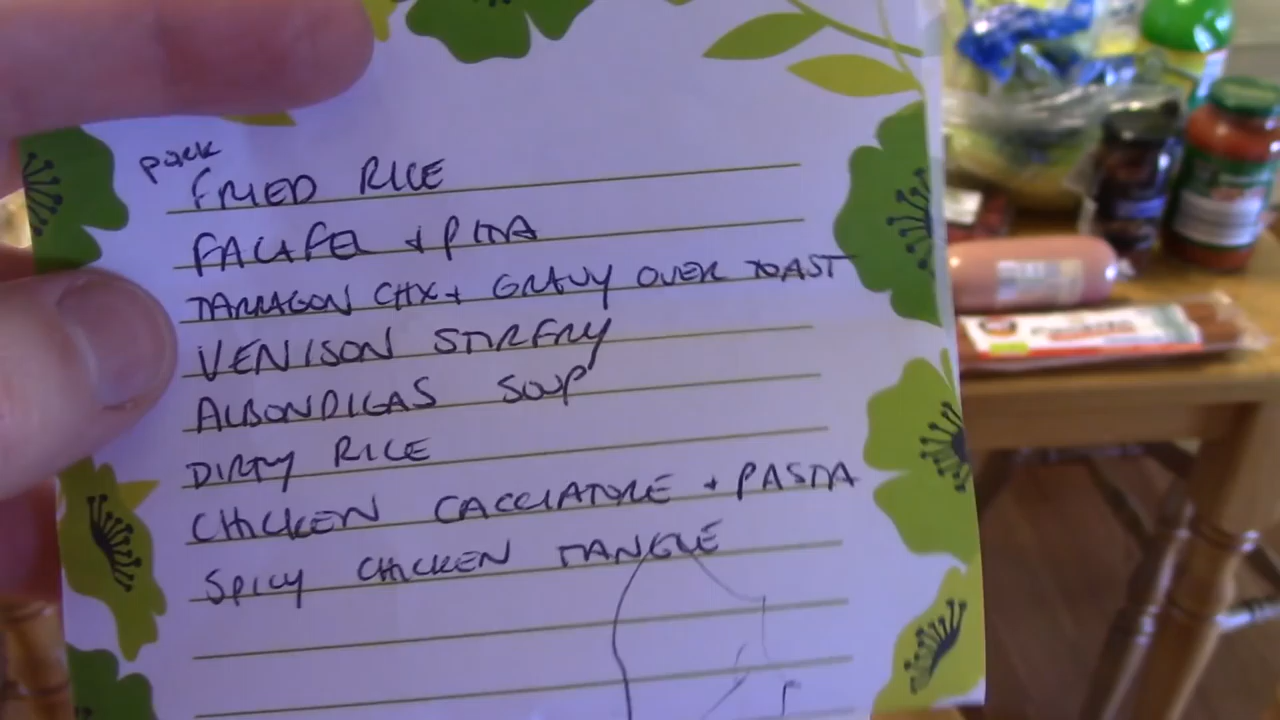 pork
FRIED RICE
FALAFEL + PITA
TARRAGON CHX + GRAVY OVER TOAST
VENISON STIRFRY
ALBONDIGAS SOUP
DIRTY RICE
CHICKEN CACCIATORE + PASTA
SPICY CHICKEN TANGLE